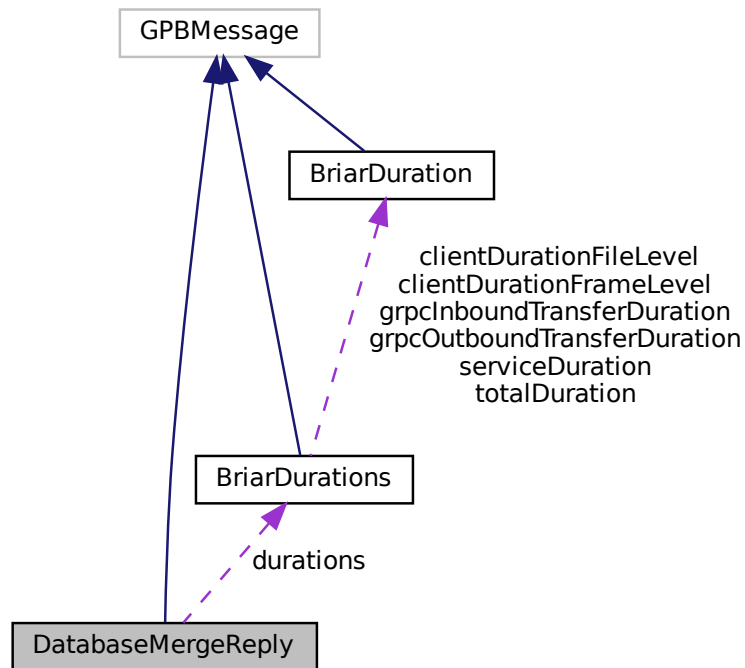 GPBMessage
BriarDuration
clientDurationFileLevel
clientDurationFrameLevel
grpcInboundTransferDuration
grpcOutboundTransferDuration
serviceDuration
totalDuration
BriarDurations
durations
DatabaseMergeReply